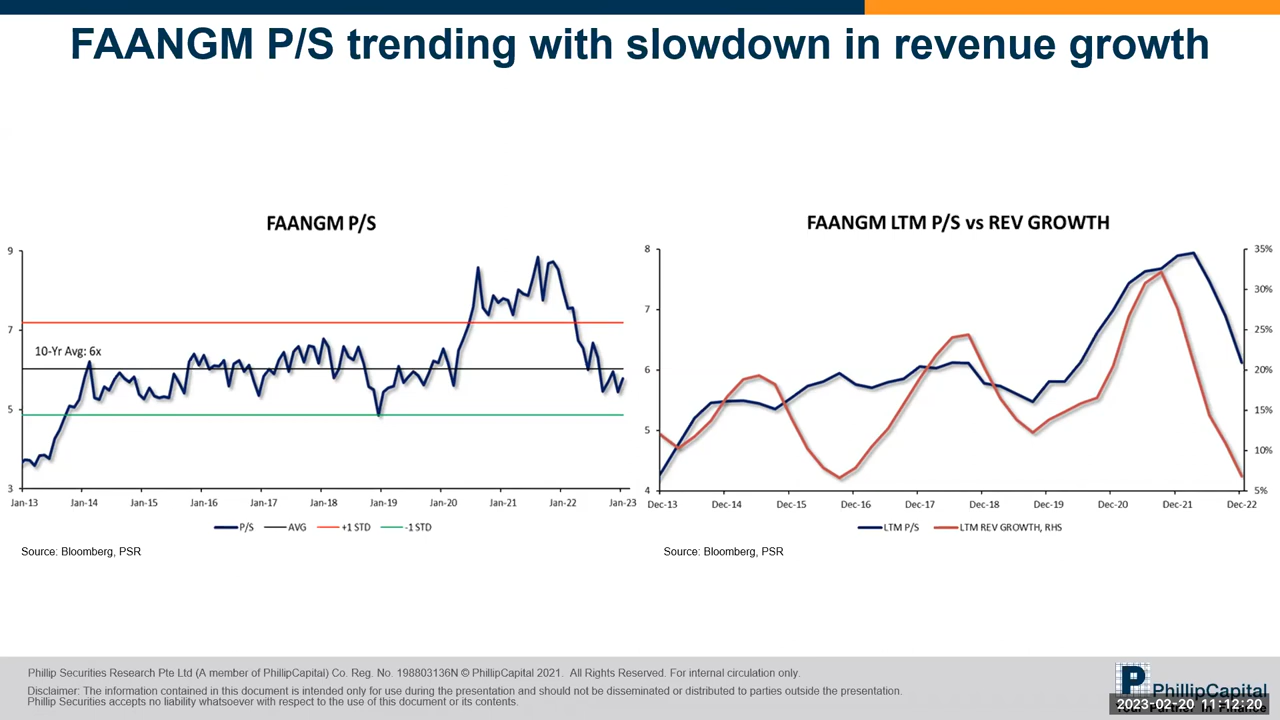 FAANGM P/S trending with slowdown in revenue growth
FAANGM P/S
9
7
5
3
10-Yr Avg: 6x
Jan-13 Jan-14 Jan-15 Jan-16 Jan-17 Jan-18 Jan-19 Jan-20 Jan-21 Jan-22 Jan-23
P/S AVG +1 STD -1 STD
Source: Bloomberg, PSR
FAANGM LTM P/S vs REV GROWTH
8
7
6
5
4
35%
30%
25%
20%
15%
10%
5%
Dec-13 Dec-14 Dec-15 Dec-16 Dec-17 Dec-18 Dec-19 Dec-20 Dec-21 Dec-22
LTM P/S LTM REV GROWTH, RHS
Source: Bloomberg, PSR
Phillip Securities Research Pte Ltd (A member of PhillipCapital) Co. Reg. No. 198803136N © PhillipCapital 2021. All Rights Reserved. For internal circulation only.
Disclaimer: The information contained in this document is intended only for use during the presentation and should not be disseminated or distributed to parties outside the presentation.
Phillip Securities accepts no liability whatsoever with respect to the use of this document or its contents.
PhillipCapital
Your Partner In Finance
2023-02-20 11:12:20